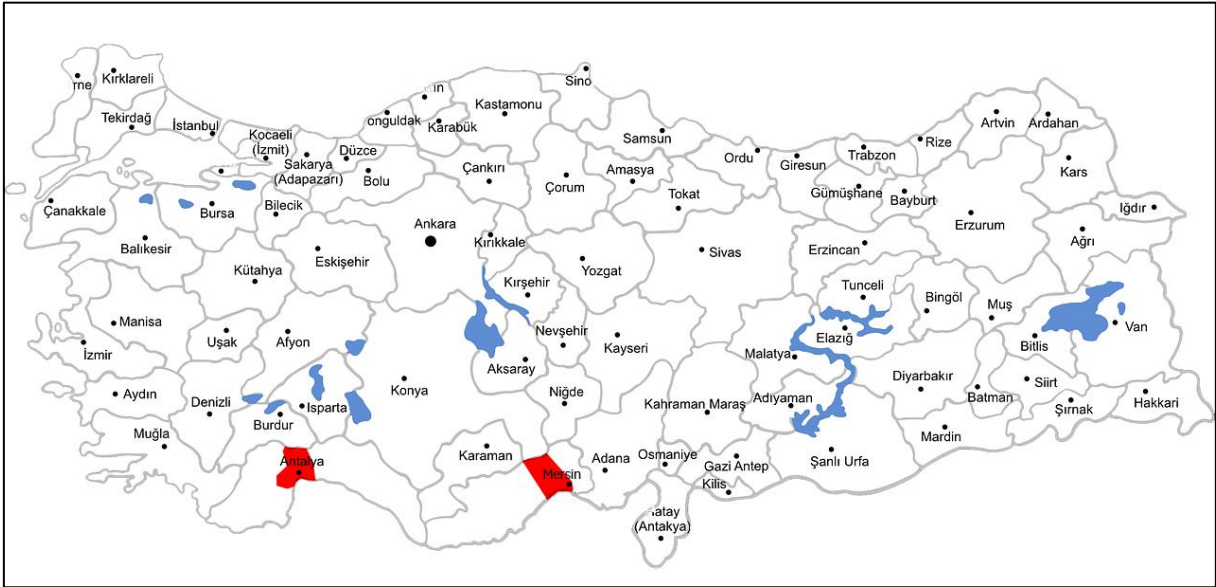 Kırklareli
rne
Tekirdağ
İstanbul
Kocaeli
(İzmit)
Sakarya
(Adapazarı)
Düzce
Bolu
onguldak
Karabük
Kastamonu
Sino
Samsun
Çankırı
Çorum
Amasya
Tokat
Ordu
Giresun
Trabzon
Gümüşhane
Bayburt
Rize
Artvin
Ardahan
Kars
Iğdır
Ağrı
Erzurum
Erzincan
Çanakkale
Balıkesir
Bursa
Bilecik
Kütahya
Eskişehir
Ankara
Kırıkkale
Kırşehir
Yozgat
Sivas
Tunceli
Bingöl
Muş
Van
Bitlis
Elazığ
Malatya
Manisa
İzmir
Uşak
Afyon
Aksaray
Nevşehir
Kayseri
Aydın
Denizli
Burdur
Isparta
Konya
Niğde
Kahraman Maraş
Adıyaman
Diyarbakır
Batman
Siirt
Şırnak
Hakkari
Muğla
Antalya
Karaman
Mersin
Adana
Osmaniye
Gazi Antep
Kilis
Şanlı Urfa
Mardin
atay
(Antakya)